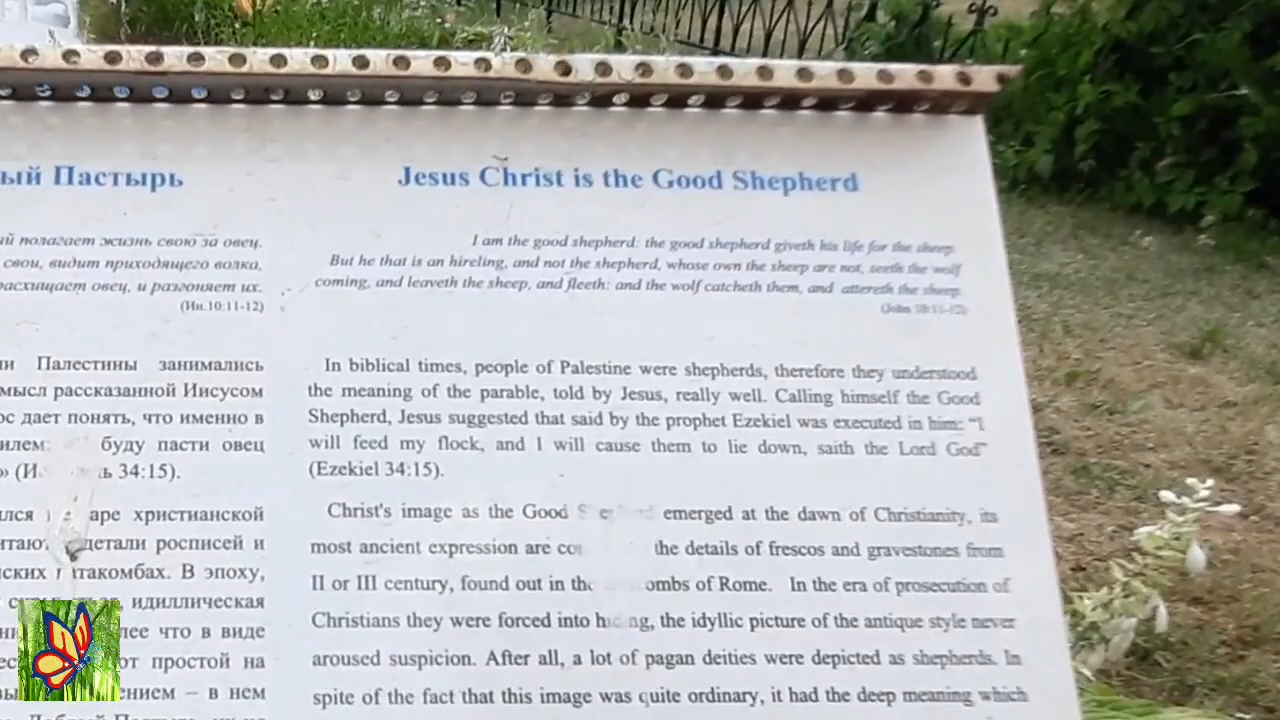 ый Пастырь
й полагает жизнь свою за овец.
свои, видит приходящего волка,
расхищает овец, и разгоняет их.
(Ин.10:11-12)
Палестины занимались
рассказанной Иисусом
дает понять, что именно в
буду пасти овец
34:15).
христианской
детали росписей и
В эпоху,
идиллическая
что в виде
простой на
– в нем
Jesus Christ is the Good Shepherd
I am the good shepherd: the good shepherd giveth his life for the sheep.
But he that is an hireling, and not the shepherd, whose own the sheep are not, seeth the wolf
coming, and leaveth the sheep, and fleeth: and the wolf catcheth them, and attereth the sheep.
(John 10:11-12)
In biblical times, people of Palestine were shepherds, therefore they understood
the meaning of the parable, told by Jesus, really well. Calling himself the Good
Shepherd, Jesus suggested that said by the prophet Ezekiel was executed in him: "I
will feed my flock, and I will cause them to lie down, saith the Lord God"
(Ezekiel 34:15).
Christ's image as the Good emerged at the dawn of Christianity, its
most ancient expression are the details of frescos and gravestones from
II or III century, found out in the ombs of Rome. In the era of prosecution of
Christians they were forced into the idyllic picture of the antique style never
aroused suspicion. After all, a lot of pagan deities were depicted as shepherds. In
spite of the fact that this image was quite ordinary, it had the deep meaning which